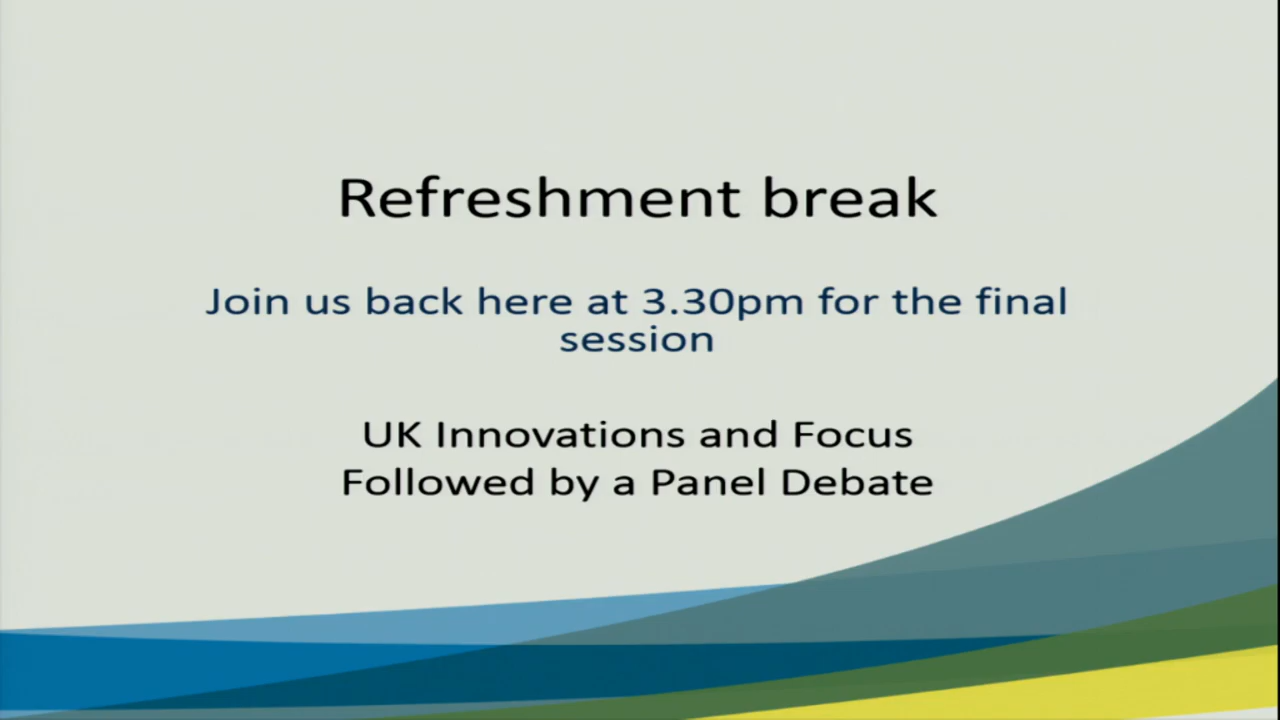 Refreshment break
Join us back here at 3.30pm for the final
session
UK Innovations and Focus
Followed by a Panel Debate